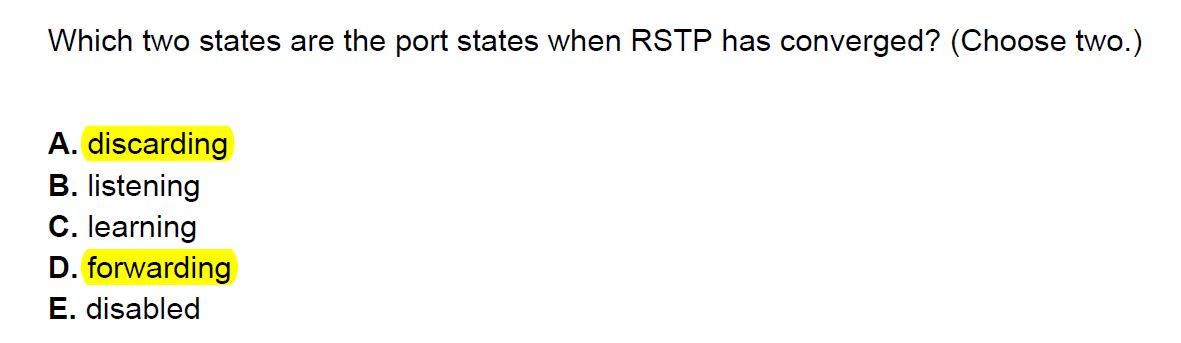 Which two states are the port states when RSTP has converged? (Choose two.)
A. discarding
B. listening
C. learning
D. forwarding
E. disabled